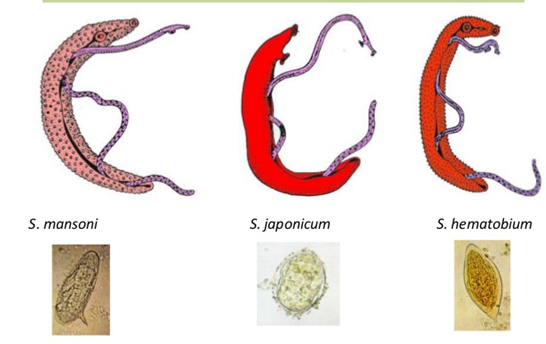 S. mansoni
S. japonicum
S. hematobium